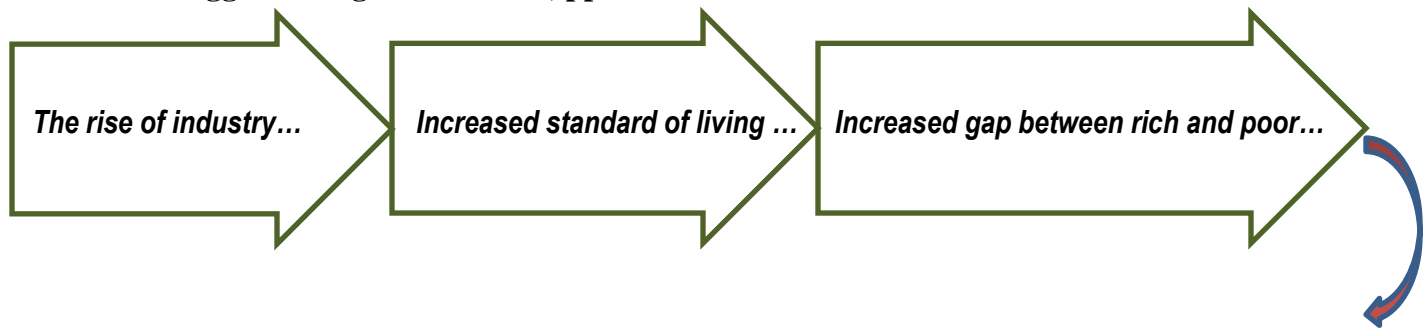 The rise of industry…
Increased standard of living …
Increased gap between rich and poor…